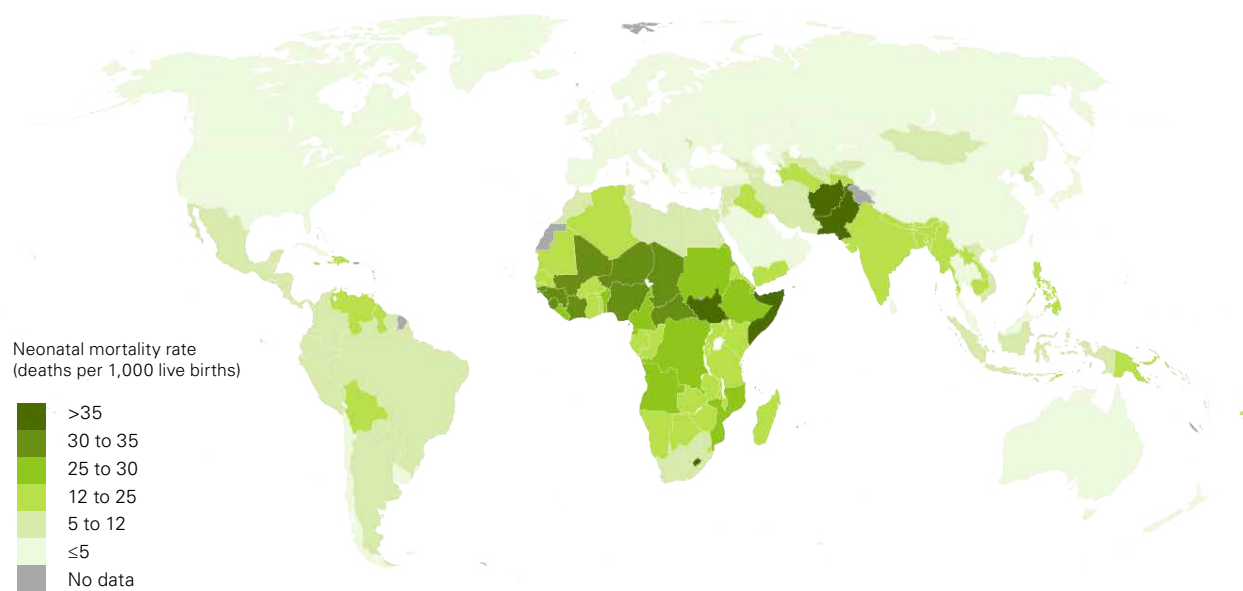 Neonatal mortality rate
(deaths per 1,000 live births)
>35
30 to 35
25 to 30
12 to 25
5 to 12
≤5
No data